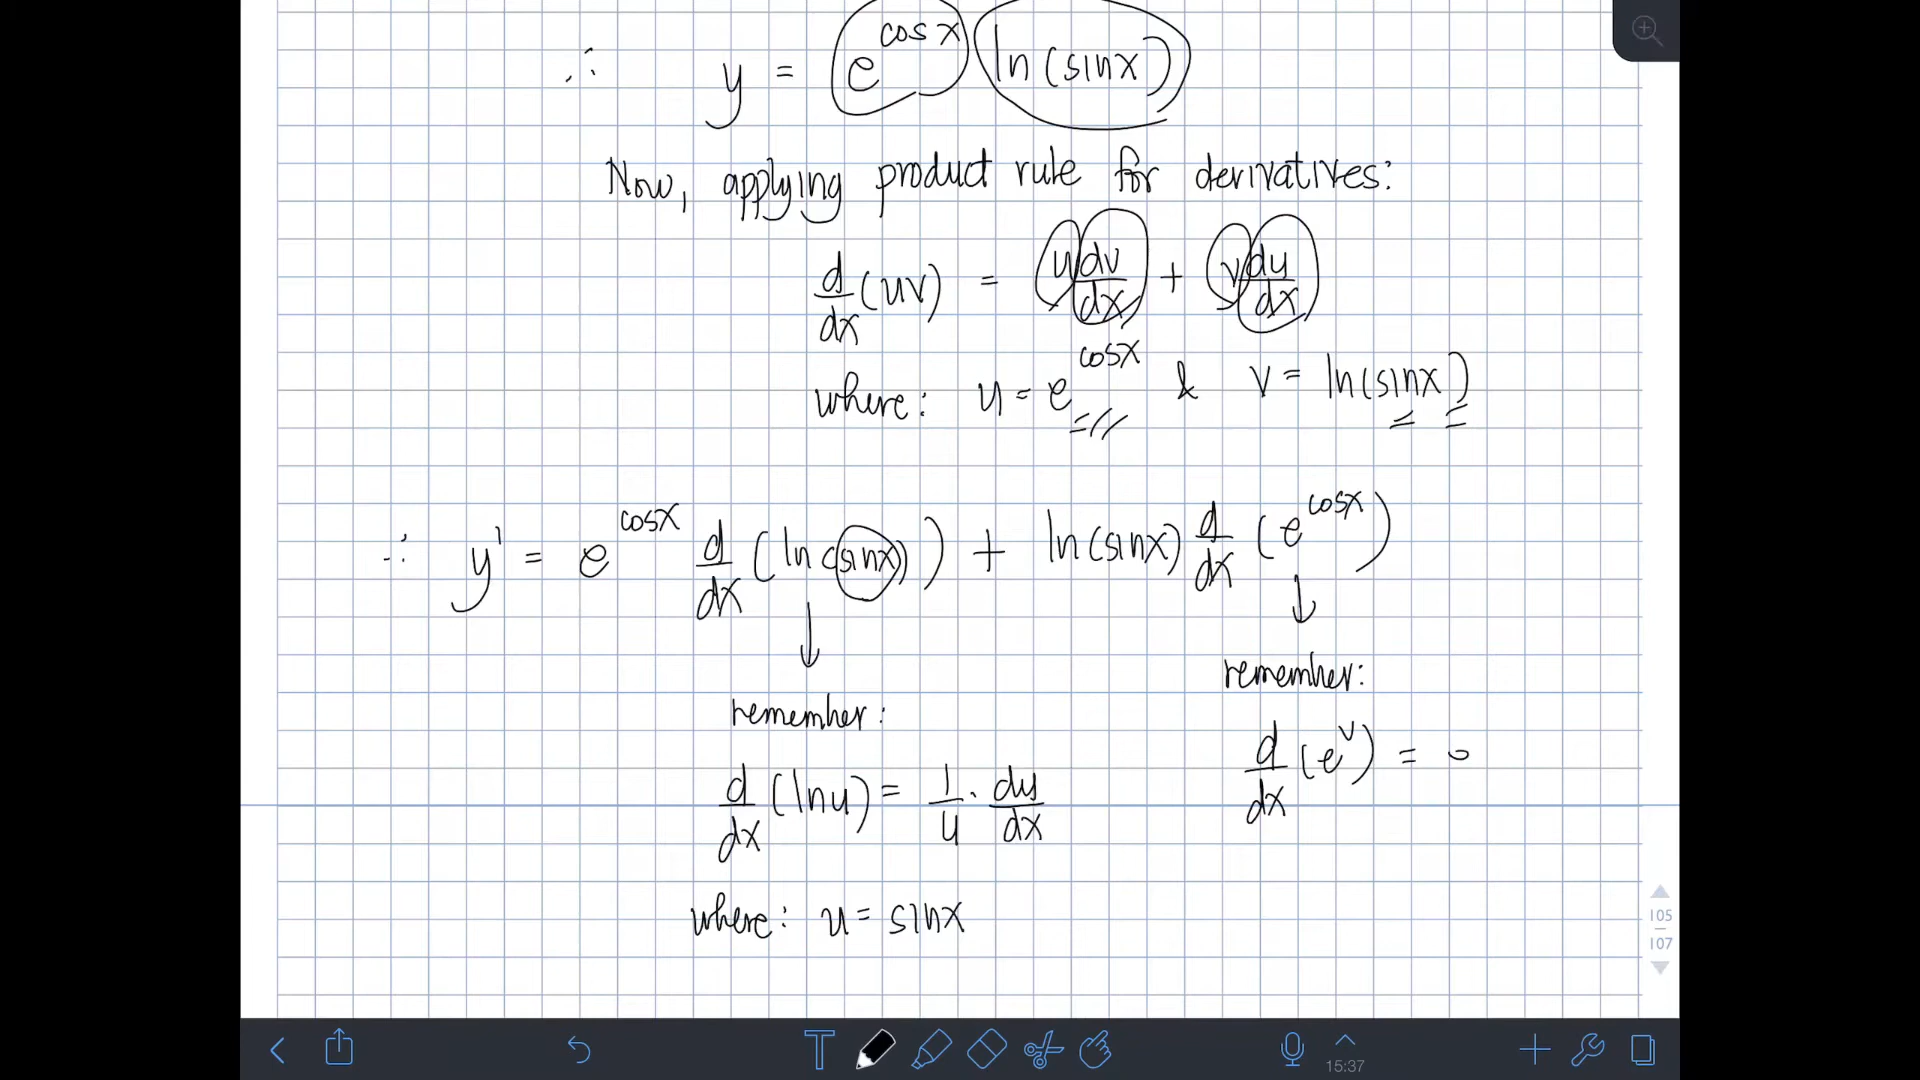 ∴ y = e^cosx ln(sinx)
Now, applying product rule for derivatives:
d/dx (uv) = u dv/dx + v du/dx
where: u = e^cosx & v = ln(sinx)
∴ y' = e^cosx d/dx (ln(sinx)) + ln(sinx) d/dx (e^cosx)
remember:
remember:
d/dx (e^v) =
d/dx (lnu) = 1/u · du/dx
where: u = sinx
105
107
T
15:37